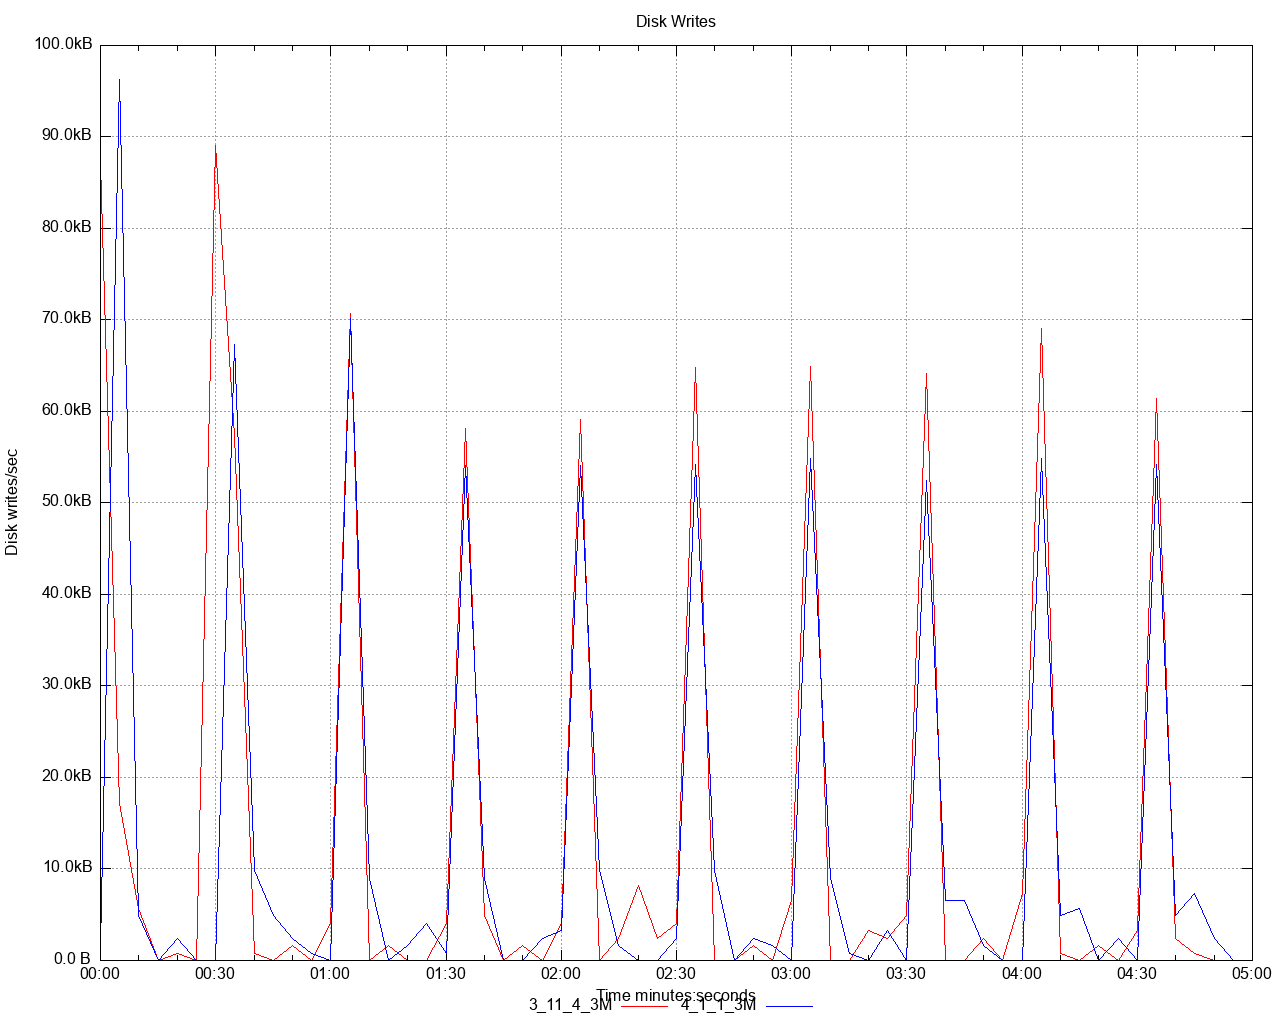 Disk Writes
100.0kB
90.0kB
80.0kB
70.0kB
60.0kB
50.0kB
40.0kB
30.0kB
20.0kB
10.0kB
0.0 B
Disk writes/sec
00:00 00:30 01:00 01:30 02:00 02:30 03:00 03:30 04:00 04:30 05:00
Time minutes:seconds
3_11_4_3M 4_1_1_3M